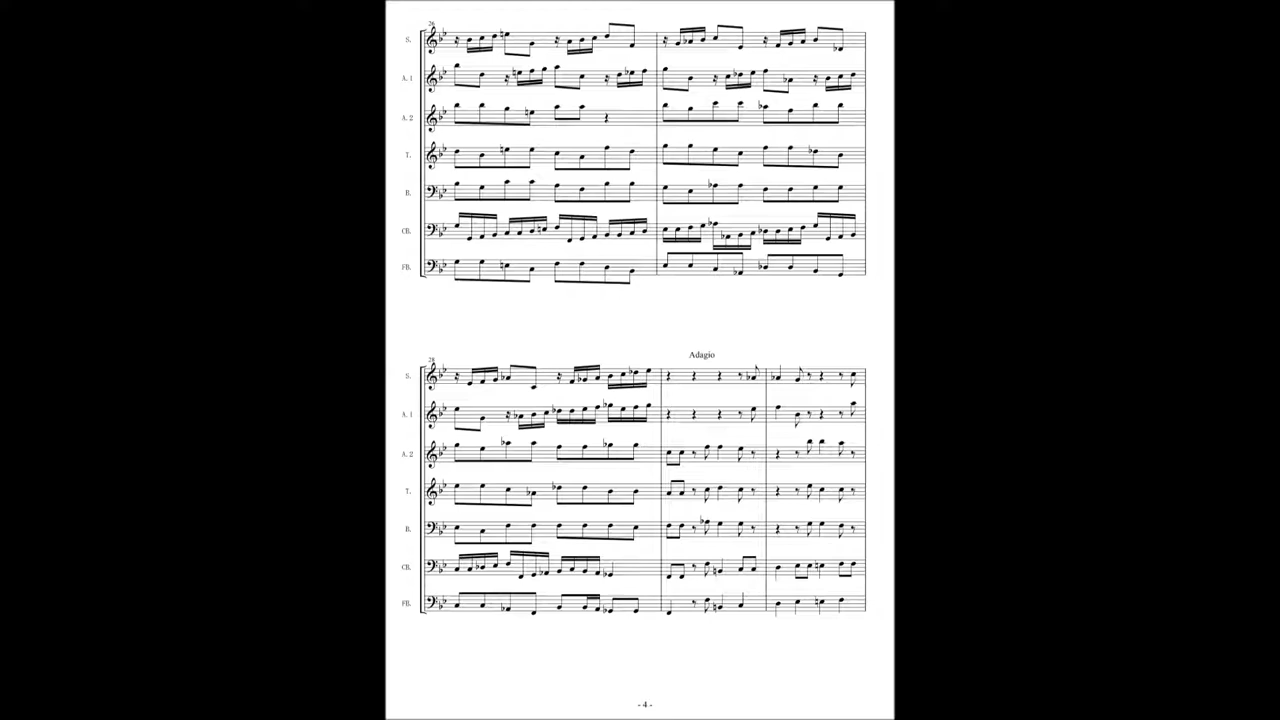 26
S.
A. 1
A. 2
T.
B.
CB.
FB.
28
Adagio
S.
A. 1
A. 2
T.
B.
CB.
FB.
- 4 -